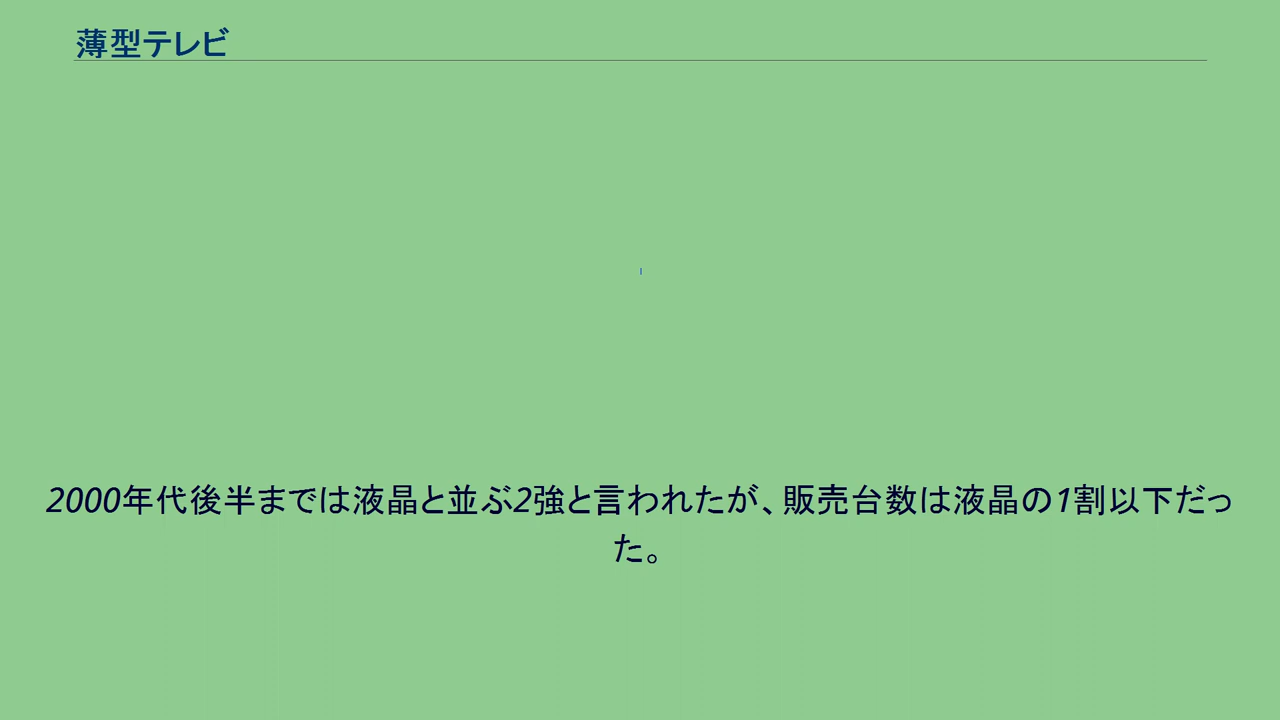 薄型テレビ
2000年代後半までは液晶と並ぶ2強と言われたが、販売台数は液晶の1割以下だっ
た。